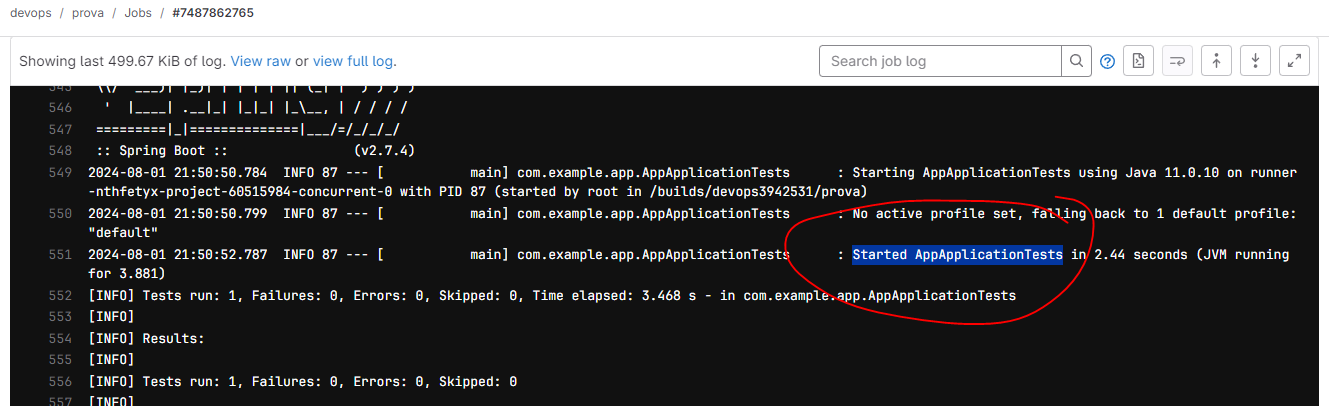 devops / prova / Jobs / #7487862765
Showing last 499.67 KiB of log. View raw or view full log.
Search job log
546 ' |____| .__|_| |_|_| |_\__, | / / / /
547 =========|_|==============|___/=/_/_/_/
548 :: Spring Boot :: (v2.7.4)
549 2024-08-01 21:50:50.784 INFO 87 --- [ main] com.example.app.AppApplicationTests : Starting AppApplicationTests using Java 11.0.10 on runner
-nthfetyx-project-60515984-concurrent-0 with PID 87 (started by root in /builds/devops3942531/prova)
550 2024-08-01 21:50:50.799 INFO 87 --- [ main] com.example.app.AppApplicationTests : No active profile set, falling back to 1 default profile:
"default"
551 2024-08-01 21:50:52.787 INFO 87 --- [ main] com.example.app.AppApplicationTests : Started AppApplicationTests in 2.44 seconds (JVM running
for 3.881)
552 [INFO] Tests run: 1, Failures: 0, Errors: 0, Skipped: 0, Time elapsed: 3.468 s - in com.example.app.AppApplicationTests
553 [INFO]
554 [INFO] Results:
555 [INFO]
556 [INFO] Tests run: 1, Failures: 0, Errors: 0, Skipped: 0
557 [INFO]